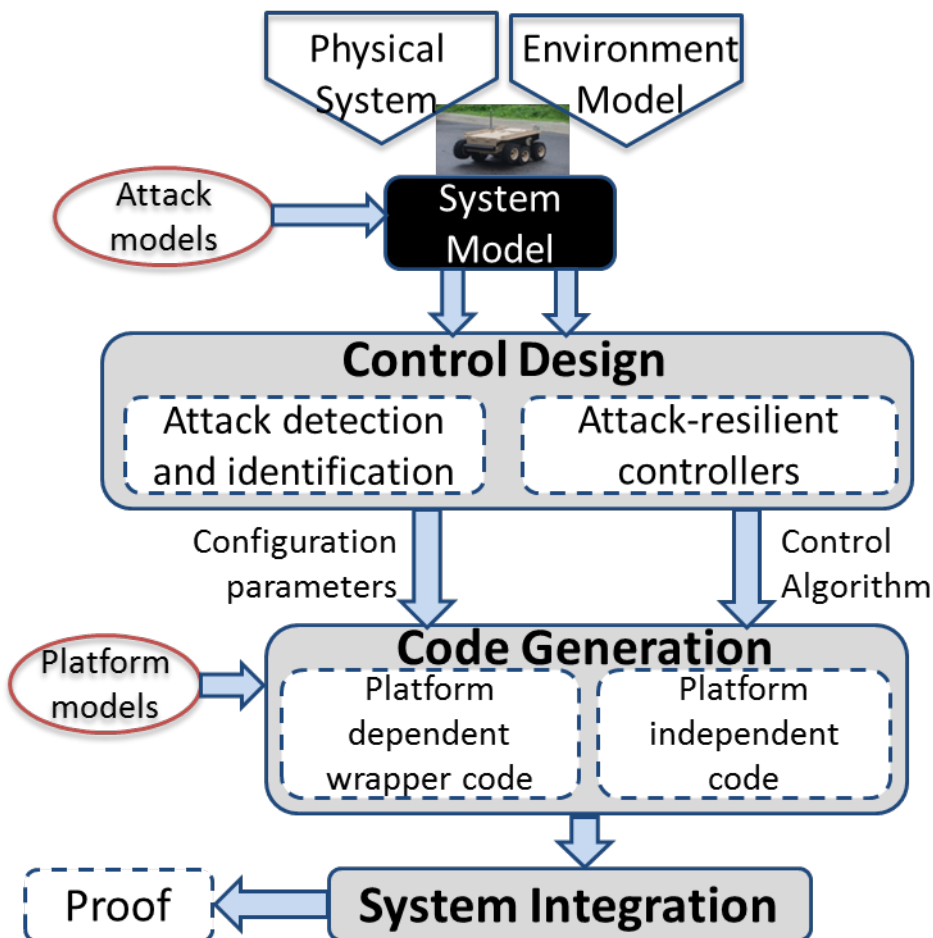 Physical
System
Environment
Model
Attack
models
System
Model
Control Design
Attack detection
and identification
Attack-resilient
controllers
Configuration
parameters
Control
Algorithm
Platform
models
Code Generation
Platform
dependent
wrapper code
Platform
independent
code
Proof
System Integration